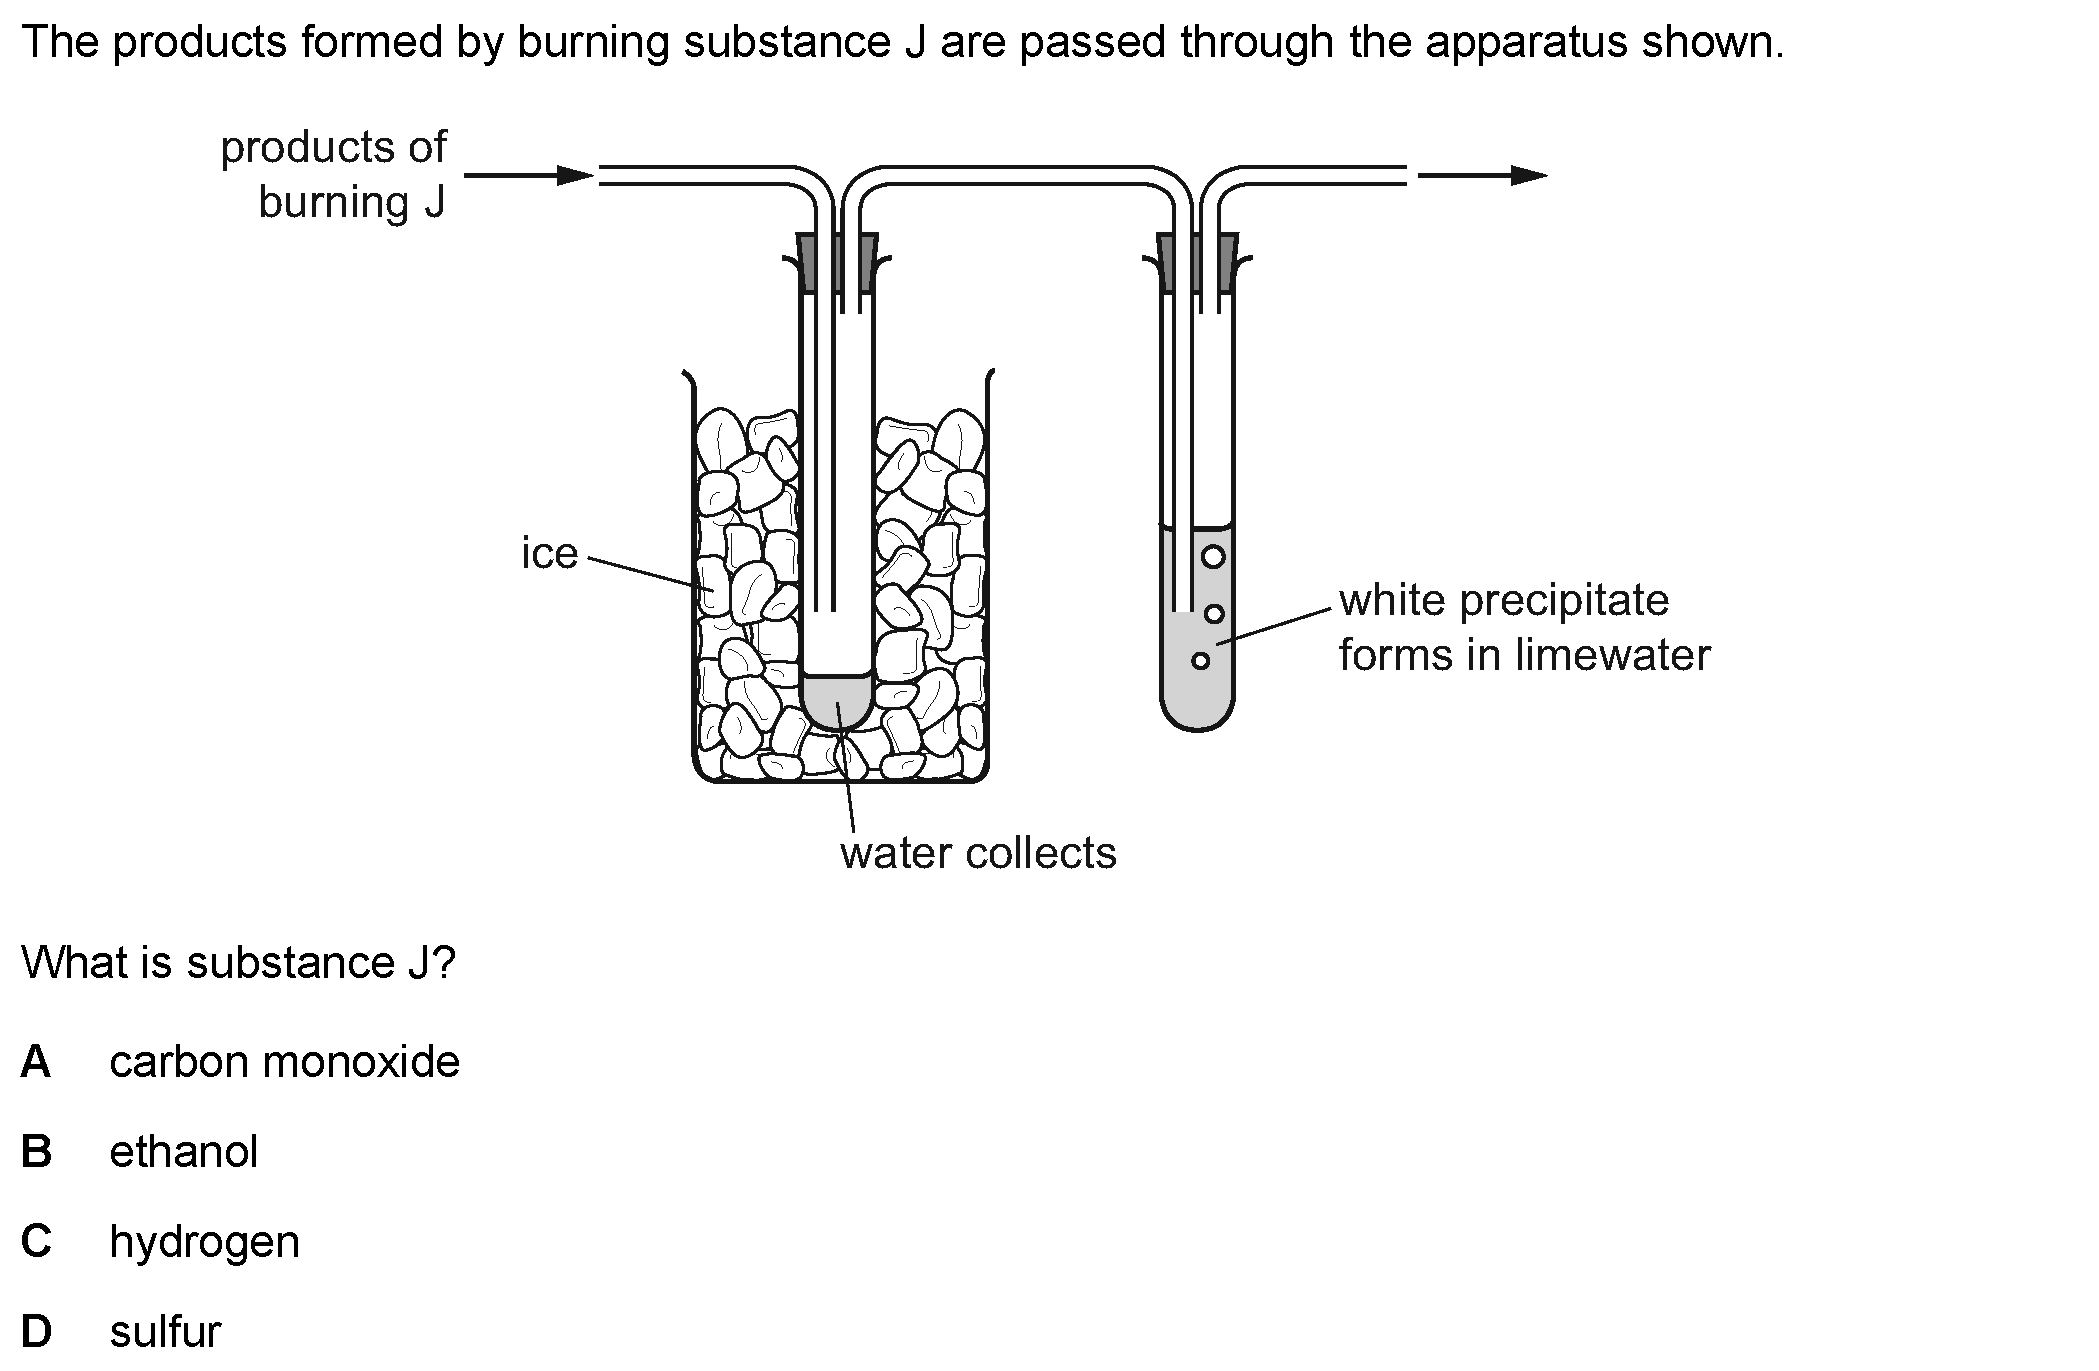 The products formed by burning substance J are passed through the apparatus shown.
products of
burning J
ice
white precipitate
forms in limewater
water collects
What is substance J?
A carbon monoxide
B ethanol
C hydrogen
D sulfur